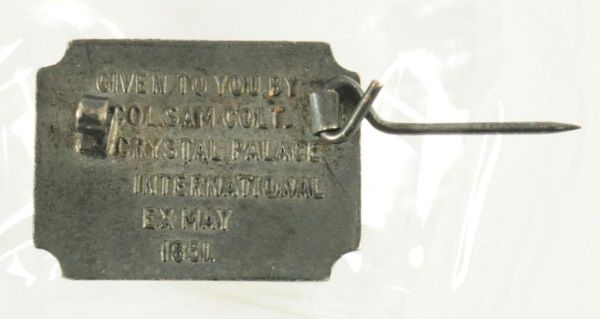 GIVEN TO YOU BY
COL. SAM COLT.
CRYSTAL PALACE
INTERNATIONAL
EX MAY
1851.